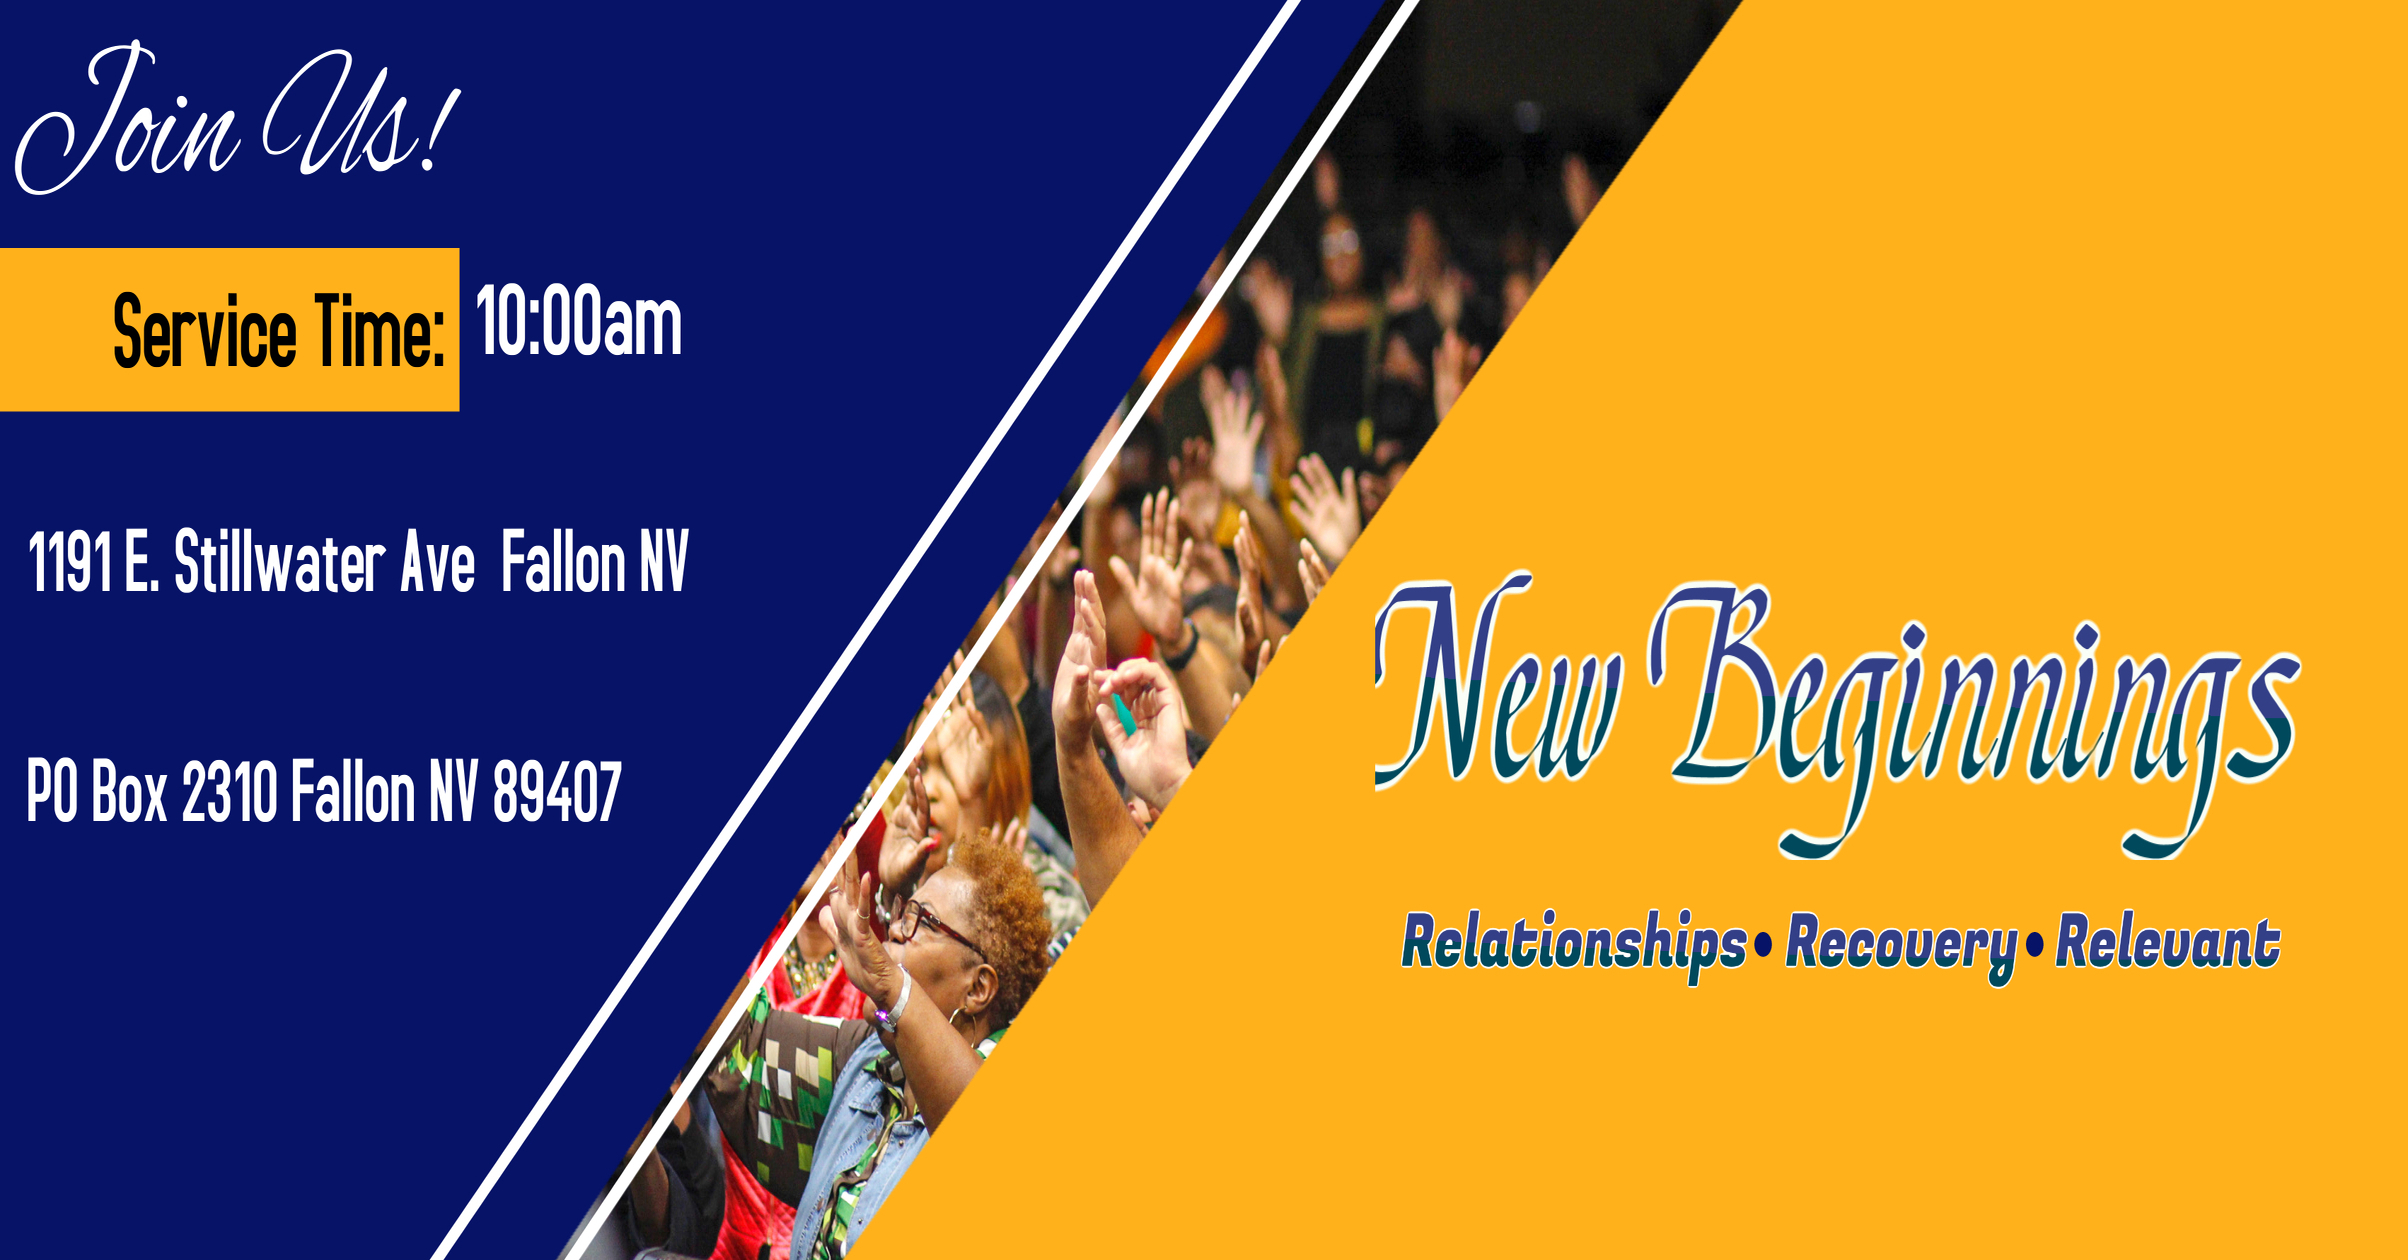 Join Us!
Service Time: 10:00am
1191 E. Stillwater Ave  Fallon NV
PO Box 2310 Fallon NV 89407
New Beginnings
Relationships • Recovery • Relevant